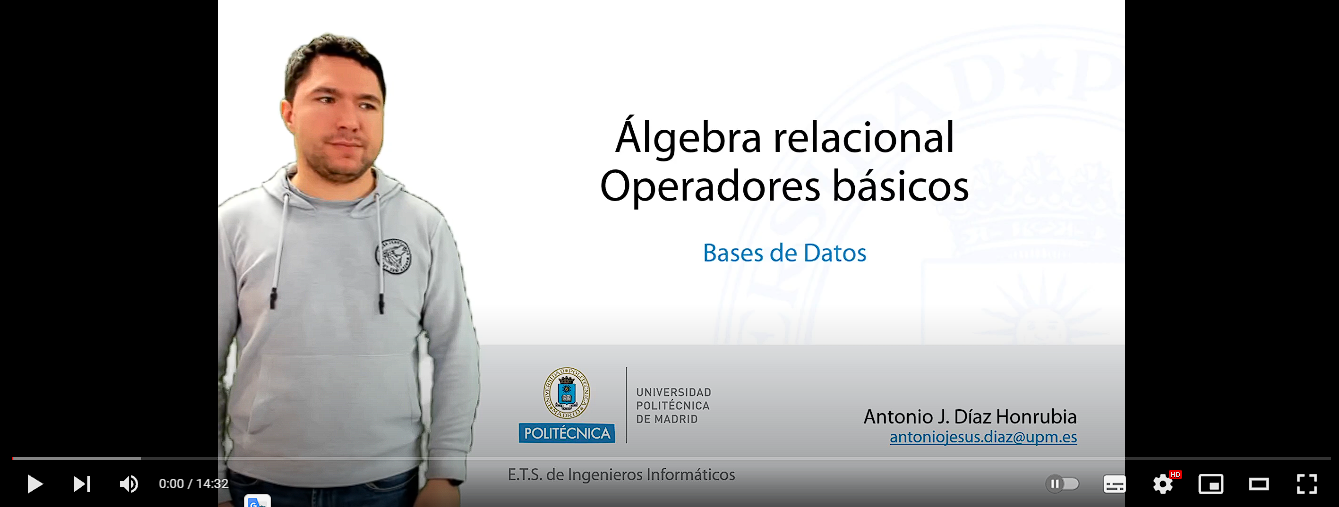 Álgebra relacional
Operadores básicos
Bases de Datos
POLITÉCNICA
UNIVERSIDAD
POLITÉCNICA
DE MADRID
Antonio J. Díaz Honrubia
antoniojesus.diaz@upm.es
E.T.S. de Ingenieros Informáticos
0:00 / 14:32
HD